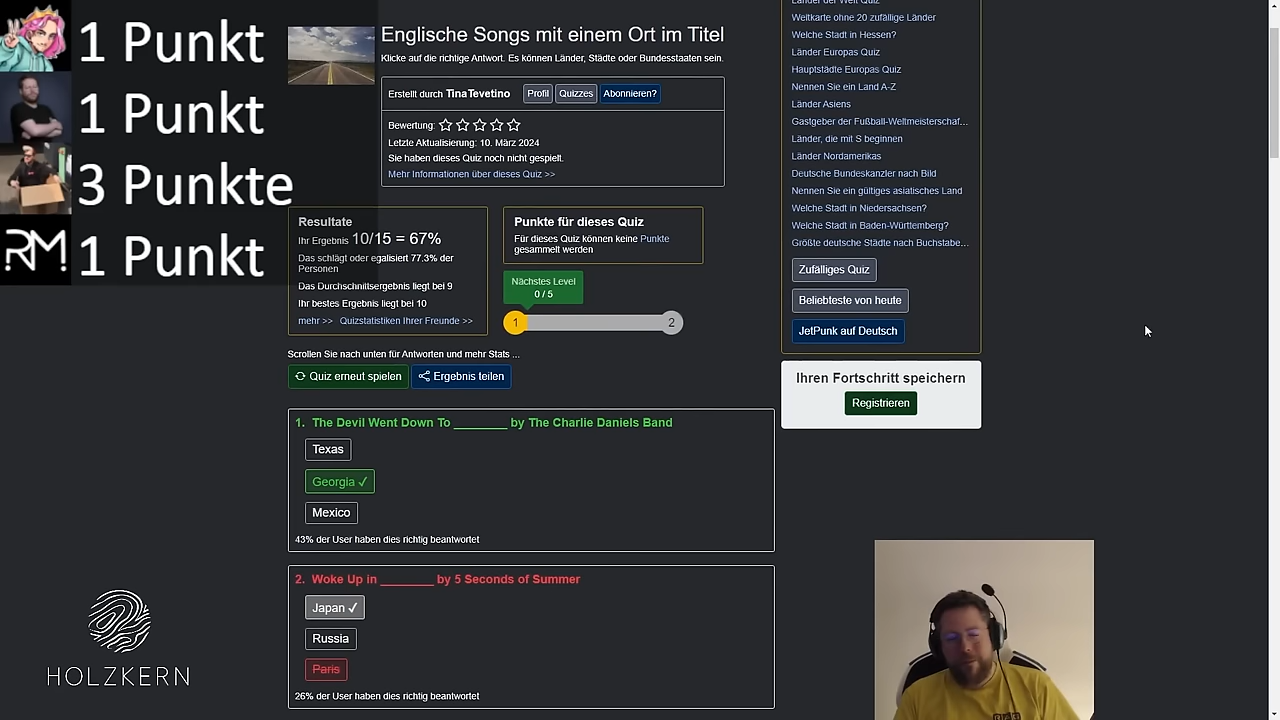 1 Punkt
1 Punkt
3 Punkte
RM
1 Punkt
Englische Songs mit einem Ort im Titel
Klicke auf die richtige Antwort. Es können Länder, Städte oder Bundesstaaten sein.
Erstellt durch TinaTevetino Profil Quizzes Abonnieren?
Bewertung:
Letzte Aktualisierung: 10. März 2024
Sie haben dieses Quiz noch nicht gespielt.
Mehr Informationen über dieses Quiz >>
Resultate
Ihr Ergebnis 10/15 = 67%
Das schlägt oder egalisiert 77.3% der
Personen
Das Durchschnittsergebnis liegt bei 9
Ihr bestes Ergebnis liegt bei 10
mehr >> Quizstatistiken Ihrer Freunde >>
Punkte für dieses Quiz
Für dieses Quiz können keine Punkte
gesammelt werden
Nächstes Level
0 / 5
1 2
Scrollen Sie nach unten für Antworten und mehr Stats ...
Quiz erneut spielen Ergebnis teilen
1. The Devil Went Down To ________ by The Charlie Daniels Band
Texas
Georgia ✓
Mexico
43% der User haben dies richtig beantwortet
2. Woke Up in ________ by 5 Seconds of Summer
Japan ✓
Russia
Paris
26% der User haben dies richtig beantwortet
Länder der Welt Quiz
Weltkarte ohne 20 zufällige Länder
Welche Stadt in Hessen?
Länder Europas Quiz
Hauptstädte Europas Quiz
Nennen Sie ein Land A-Z
Länder Asiens
Gastgeber der Fußball-Weltmeisterschaf...
Länder, die mit S beginnen
Länder Nordamerikas
Deutsche Bundeskanzler nach Bild
Nennen Sie ein gültiges asiatisches Land
Welche Stadt in Niedersachsen?
Welche Stadt in Baden-Württemberg?
Größte deutsche Städte nach Buchstabe...
Zufälliges Quiz
Beliebteste von heute
JetPunk auf Deutsch
Ihren Fortschritt speichern
Registrieren
HOLZKERN